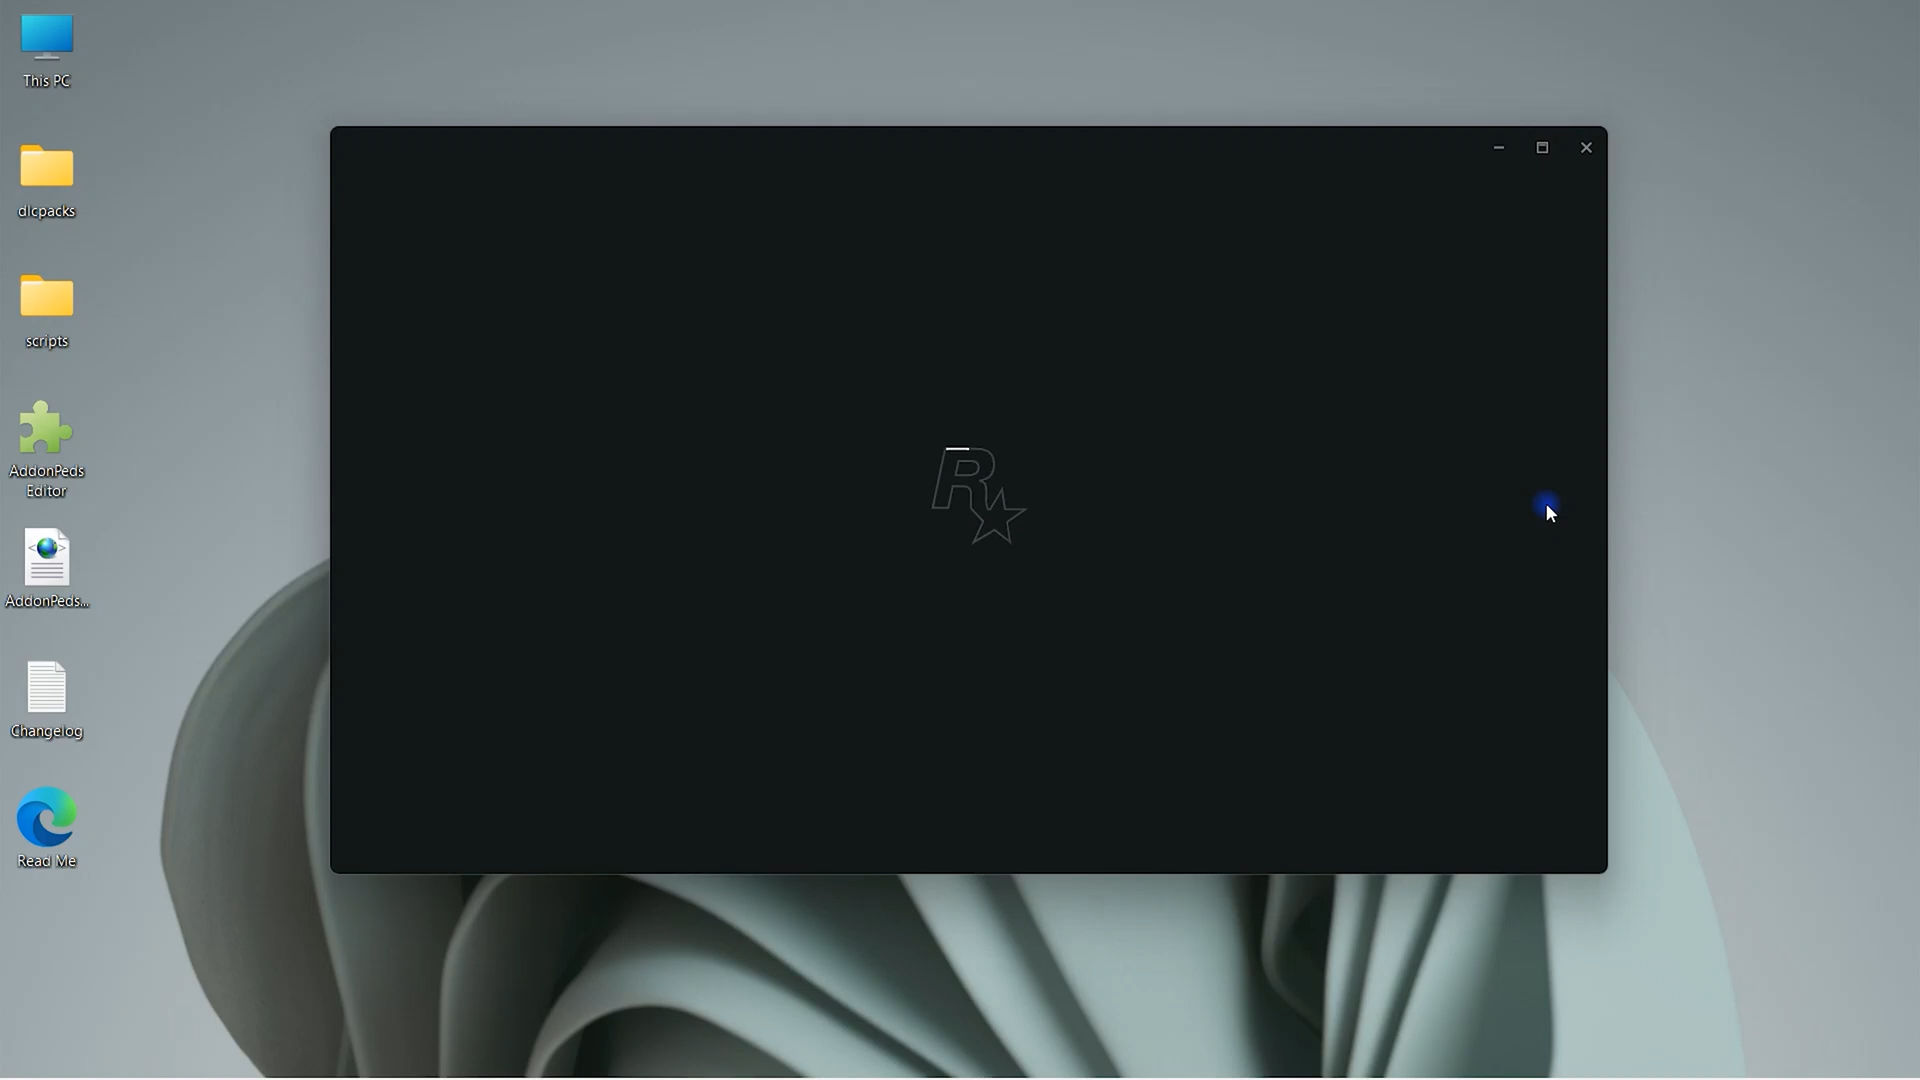 This PC
dlcpacks
scripts
AddonPeds
Editor
AddonPeds...
Changelog
Read Me
R